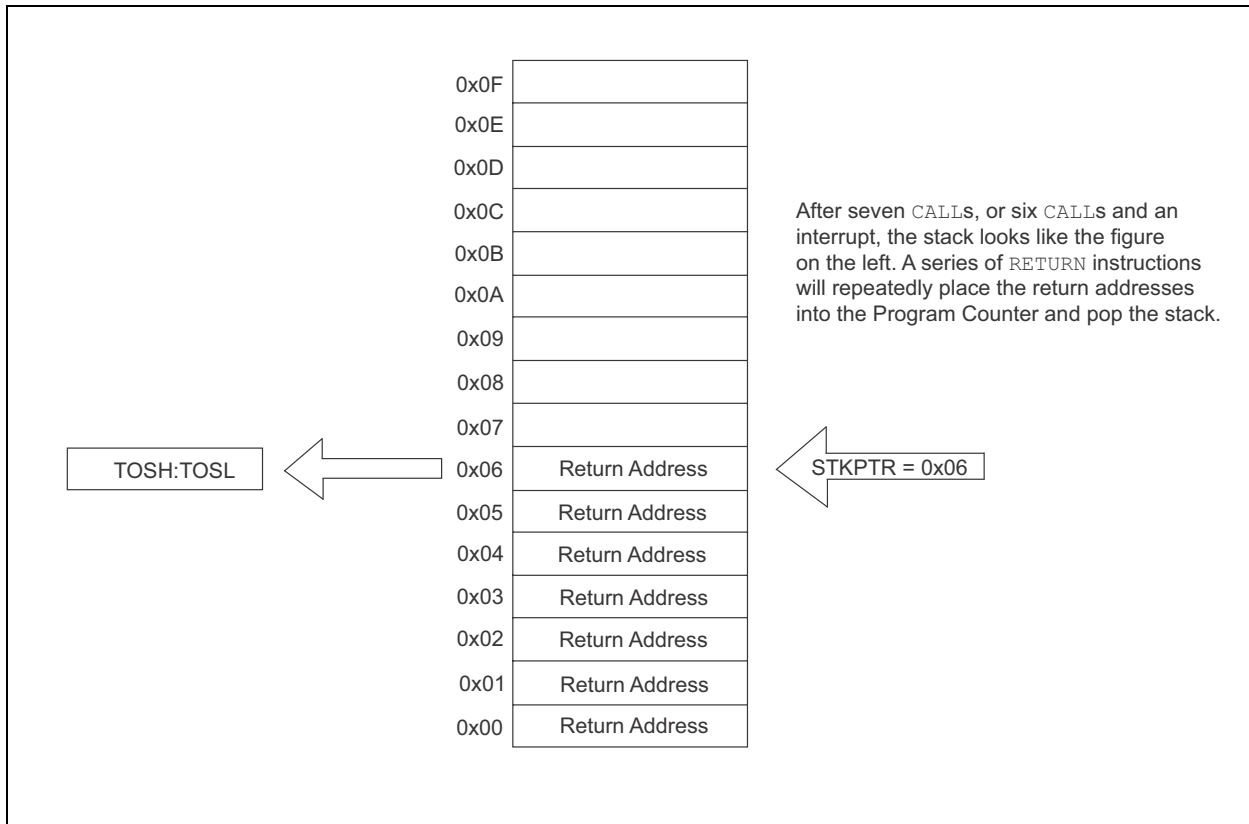 0x0F
0x0E
0x0D
0x0C
0x0B
0x0A
0x09
0x08
0x07
After seven CALLs, or six CALLs and an
interrupt, the stack looks like the figure
on the left. A series of RETURN instructions
will repeatedly place the return addresses
into the Program Counter and pop the stack.
TOSH:TOSL
0x06 Return Address
STKPTR = 0x06
0x05 Return Address
0x04 Return Address
0x03 Return Address
0x02 Return Address
0x01 Return Address
0x00 Return Address